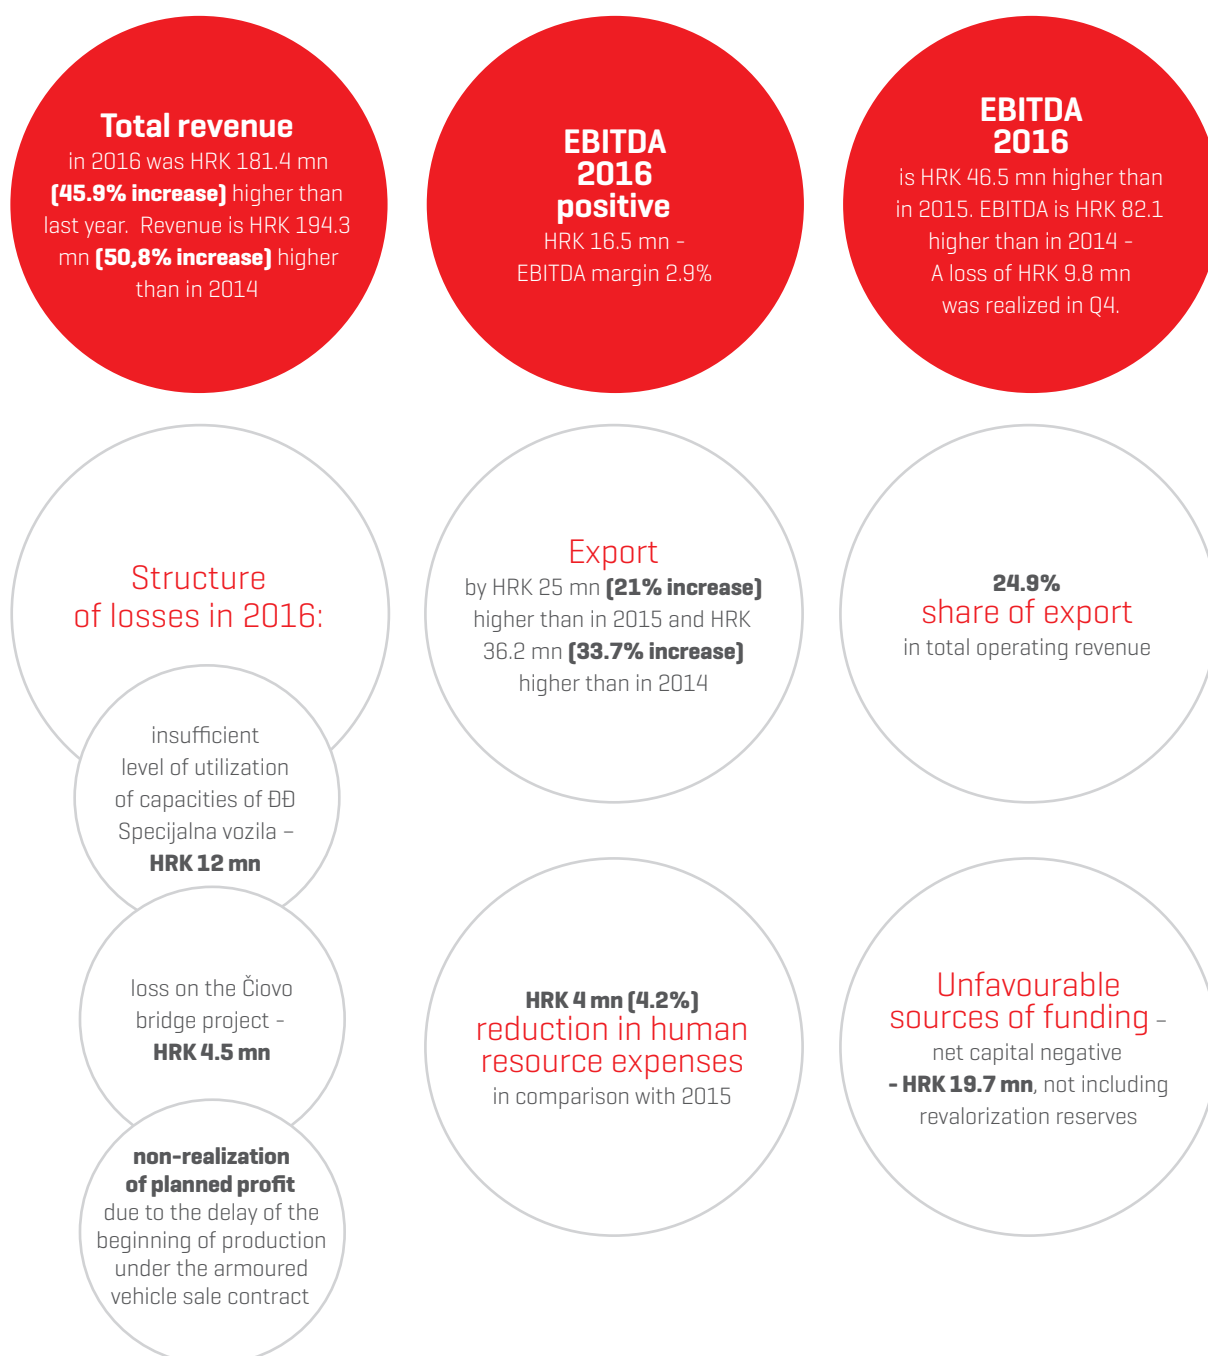 Total revenue
in 2016 was HRK 181.4 mn
(45.9% increase) higher than
last year. Revenue is HRK 194.3
mn (50,8% increase) higher
than in 2014
EBITDA
2016
positive
HRK 16.5 mn -
EBITDA margin 2.9%
EBITDA
2016
is HRK 46.5 mn higher than
in 2015. EBITDA is HRK 82.1
higher than in 2014 -
A loss of HRK 9.8 mn
was realized in Q4.
Structure
of losses in 2016:
insufficient
level of utilization
of capacities of ĐĐ
Specijalna vozila –
HRK 12 mn
loss on the Čiovo
bridge project -
HRK 4.5 mn
non-realization
of planned profit
due to the delay of the
beginning of production
under the armoured
vehicle sale contract
Export
by HRK 25 mn (21% increase)
higher than in 2015 and HRK
36.2 mn (33.7% increase)
higher than in 2014
24.9%
share of export
in total operating revenue
HRK 4 mn (4.2%)
reduction in human
resource expenses
in comparison with 2015
Unfavourable
sources of funding –
net capital negative
- HRK 19.7 mn, not including
revalorization reserves